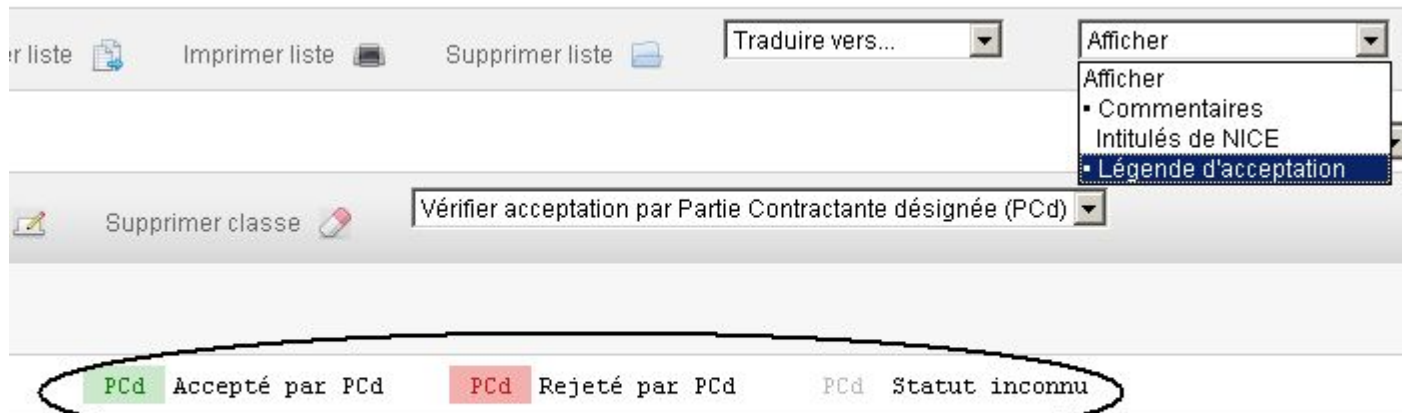 er liste Imprimer liste Supprimer liste Traduire vers... Afficher
Afficher
▪ Commentaires
Intitulés de NICE
▪ Légende d'acceptation
Supprimer classe Vérifier acceptation par Partie Contractante désignée (PCd)
PCd Accepté par PCd PCd Rejeté par PCd PCd Statut inconnu